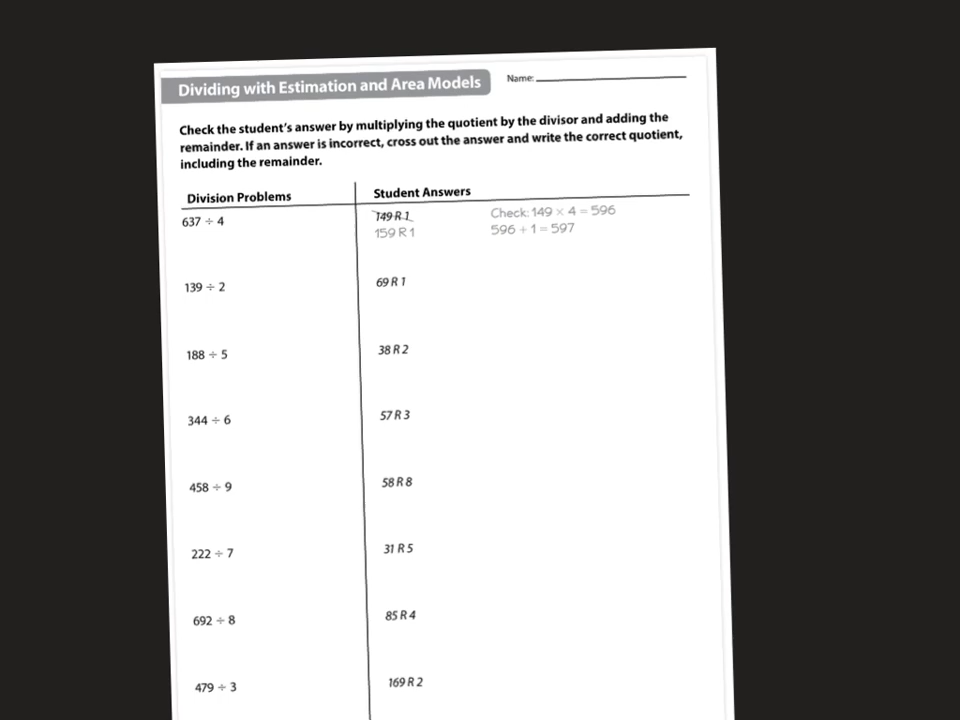 Dividing with Estimation and Area Models
Name:
Check the student's answer by multiplying the quotient by the divisor and adding the
remainder. If an answer is incorrect, cross out the answer and write the correct quotient,
including the remainder.
Division Problems Student Answers
637 ÷ 4 149 R 1 Check: 149 × 4 = 596
159 R 1 596 + 1 = 597
139 ÷ 2 69 R 1
188 ÷ 5 38 R 2
344 ÷ 6 57 R 3
458 ÷ 9 58 R 8
222 ÷ 7 31 R 5
692 ÷ 8 85 R 4
479 ÷ 3 169 R 2